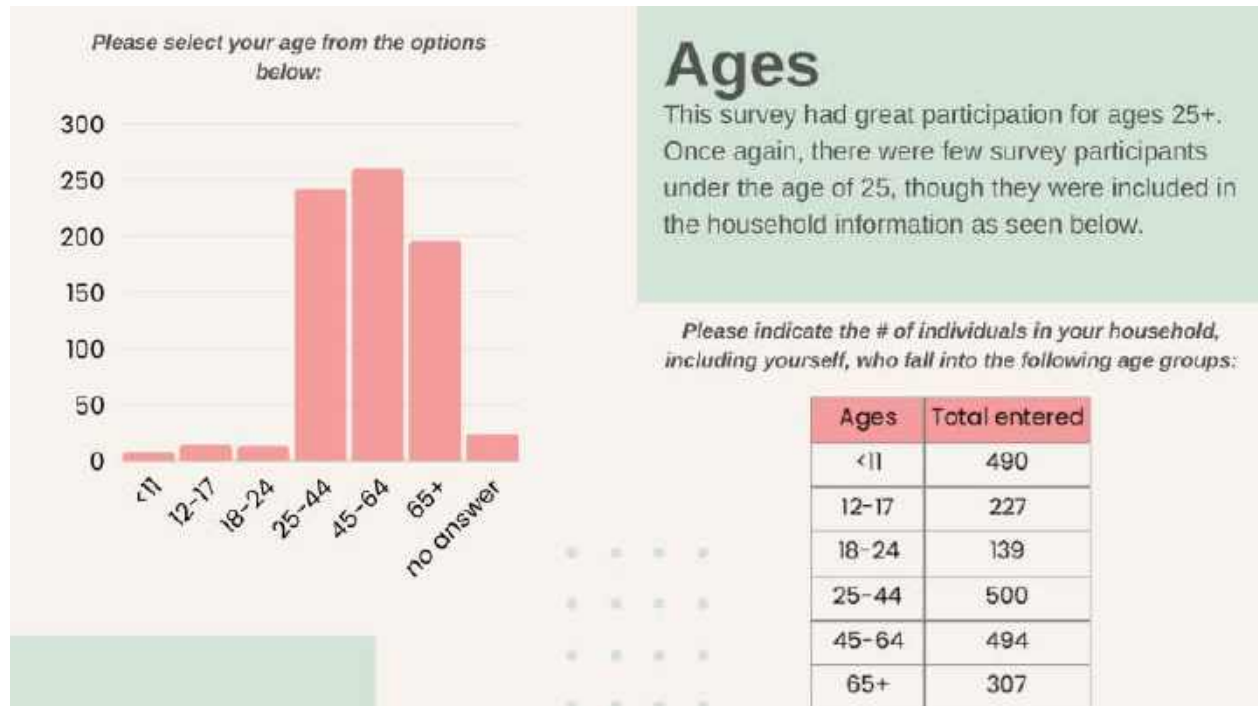 Please select your age from the options
below:
300
250
200
150
100
50
0
<11
12-17
18-24
25-44
45-64
65+
no answer
Ages
This survey had great participation for ages 25+.
Once again, there were few survey participants
under the age of 25, though they were included in
the household information as seen below.
Please indicate the # of individuals in your household,
including yourself, who fall into the following age groups:
Ages Total entered
<11 490
12-17 227
18-24 139
25-44 500
45-64 494
65+ 307